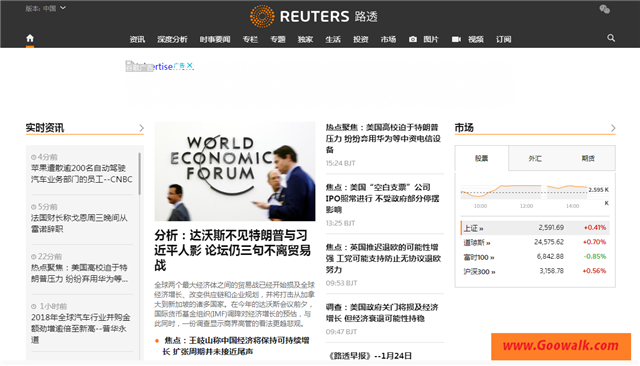 版本: 中国
REUTERS 路透
资讯 深度分析 时事要闻 专栏 专题 独家 生活 投资 市场 图片 视频 订阅
广告
实时资讯
4分前
苹果遭散逾200名自动驾驶
汽车业务部门的员工--CNBC
5分前
法国财长称戈恩周三晚间从
雷诺辞职
22分前
热点聚焦：美国高校迫于特朗
普压力 纷纷弃用华为等...
1小时前
2018年全球汽车行业并购金
额劲增逾倍至新高--普华永
道
WORLD
ECONOMIC
FORUM
分析：达沃斯不见特朗普与习
近平人影 论坛仍三句不离贸易
战
全球两个最大经济体之间的贸易战已经开始损及全球
经济增长、改变供应链和企业规划，并将打击从加拿
大到新加坡的诸多国家。在今年的达沃斯会议前夕，
国际货币基金组织(IMF)调降对经济增长的预估，与
此同时，一份调查显示商界高管的看法更趋悲观。
焦点：王岐山称中国经济将保持可持续增
长 扩张周期并未接近尾声
热点聚焦：美国高校迫于特朗普
压力 纷纷弃用华为等中资电信设
备
15:24 BJT
焦点：美国“空白支票”公司
IPO照常进行 不受政府部分停摆
影响
13:25 BJT
焦点：英国推迟退欧的可能性增
强 工党可能支持防止无协议退欧
努力
09:53 BJT
调查：美国政府关门将损及经济
增长 但经济衰退可能性持稳
09:47 BJT
《路透早报》--1月24日
市场
股票 外汇 期货
2.595 K
K
10:00 12:00 14:00
上证 » 2,591.69 +0.41%
道琼斯 » 24,575.62 +0.70%
富时100 » 6,842.88 -0.85%
沪深300 » 3,158.78 +0.56%
www.Goowalk.com